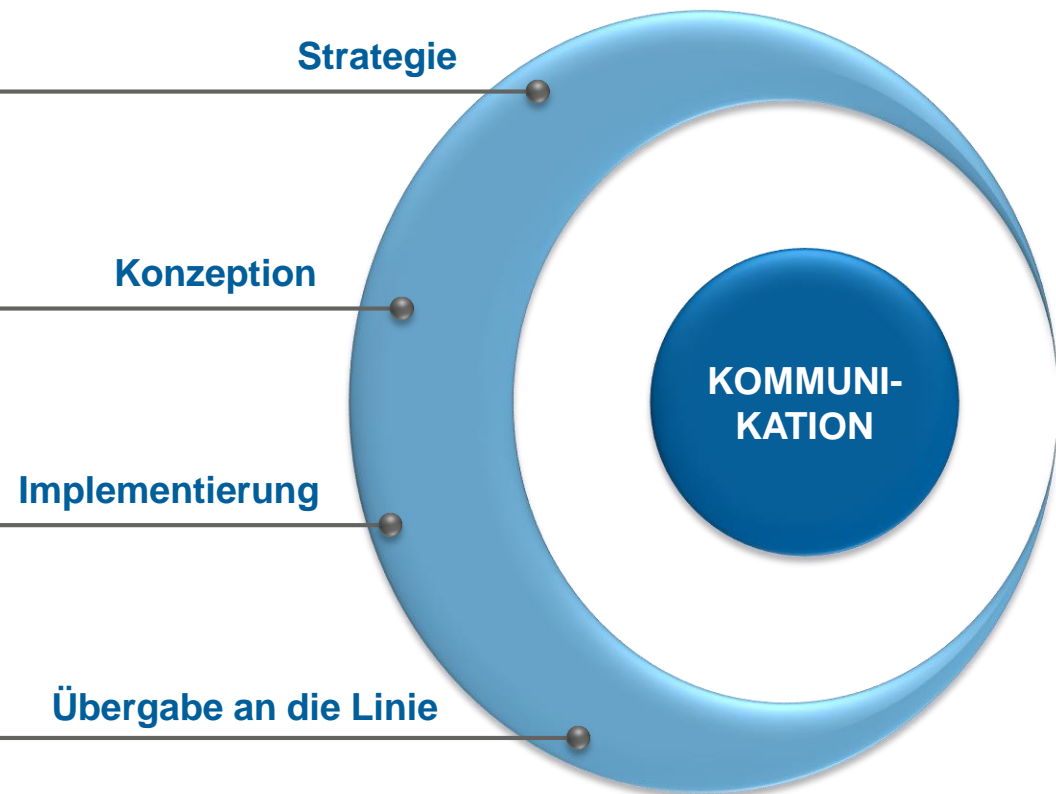 Strategie
Konzeption
KOMMUNI-
KATION
Implementierung
Übergabe an die Linie